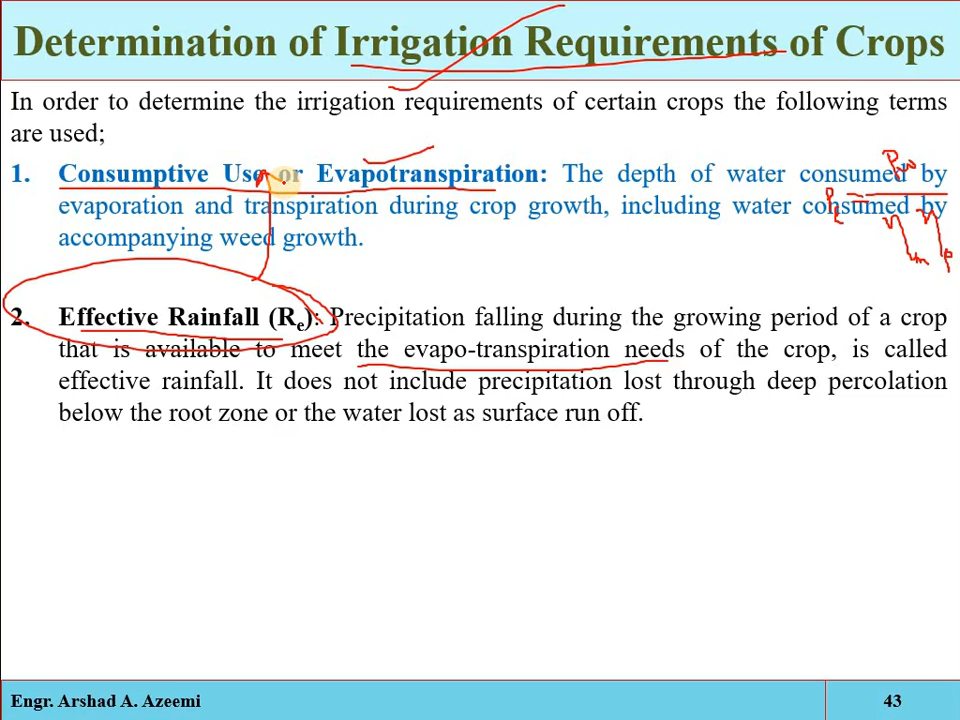 Determination of Irrigation Requirements of Crops
In order to determine the irrigation requirements of certain crops the following terms
are used;
1. Consumptive Use or Evapotranspiration: The depth of water consumed by
evaporation and transpiration during crop growth, including water consumed by
accompanying weed growth.
2. Effective Rainfall (Re): Precipitation falling during the growing period of a crop
that is available to meet the evapo-transpiration needs of the crop, is called
effective rainfall. It does not include precipitation lost through deep percolation
below the root zone or the water lost as surface run off.
Engr. Arshad A. Azeemi 43